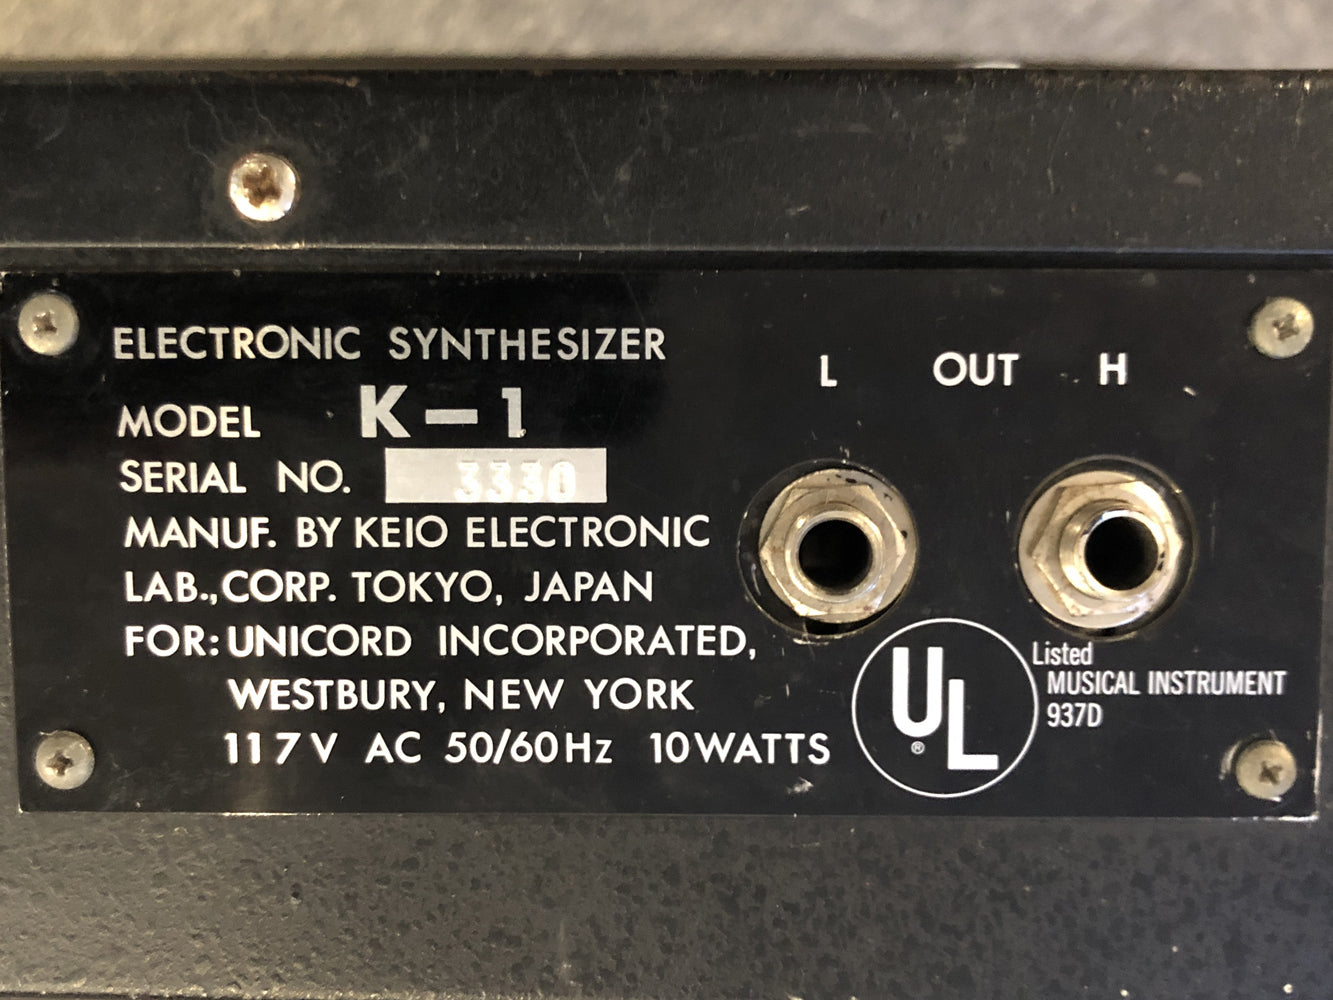 ELECTRONIC SYNTHESIZER
MODEL K-1
SERIAL NO. 3330
MANUF. BY KEIO ELECTRONIC
LAB., CORP. TOKYO, JAPAN
FOR: UNICORD INCORPORATED,
WESTBURY, NEW YORK
117V AC 50/60Hz 10WATTS
L OUT H
UL ®
Listed
MUSICAL INSTRUMENT
937D